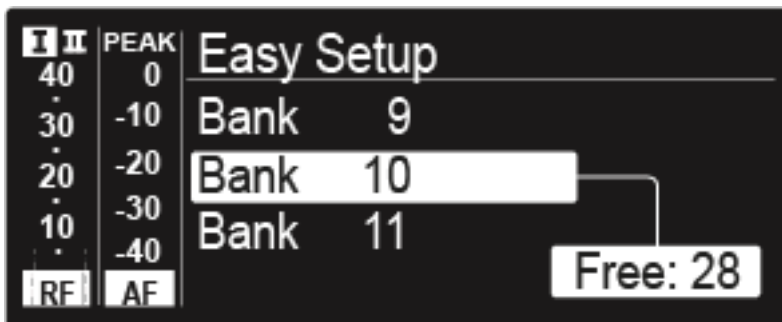 I II PEAK Easy Setup
40 0
30 -10 Bank 9
20 -20 Bank 10
10 -30 Bank 11
-40 Free: 28
RF AF